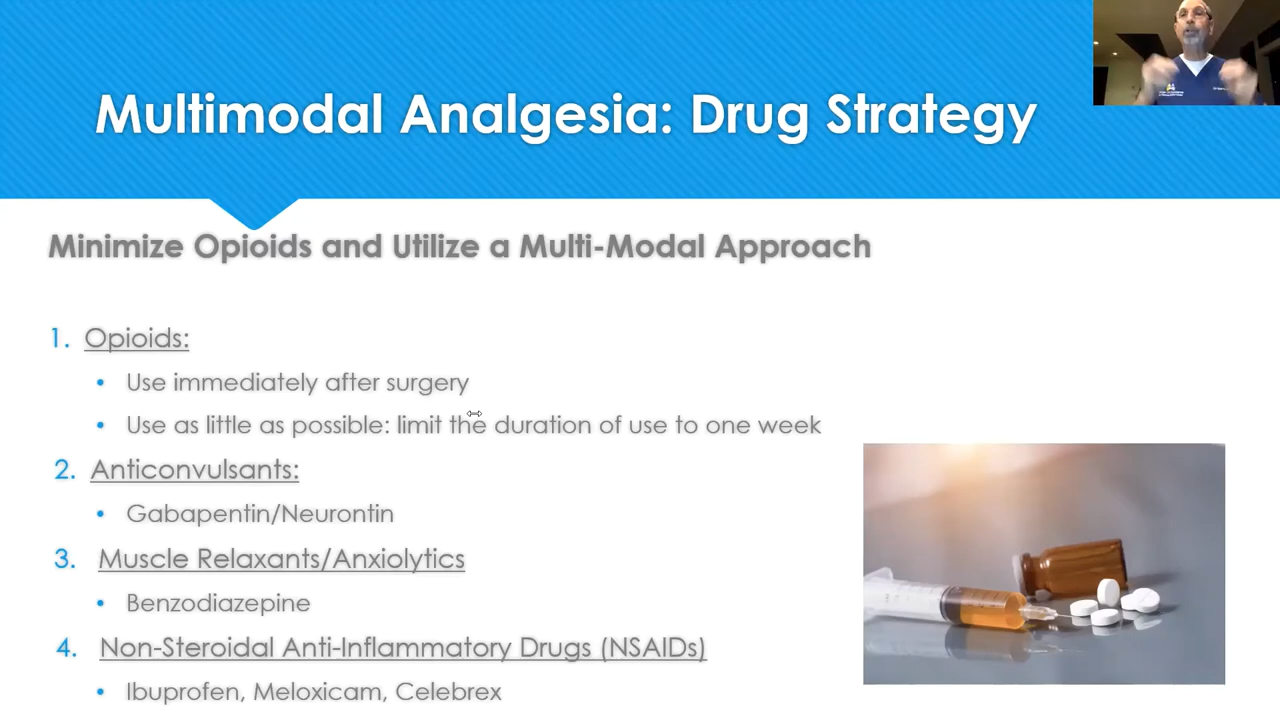 Multimodal Analgesia: Drug Strategy
Minimize Opioids and Utilize a Multi-Modal Approach
1. Opioids:
• Use immediately after surgery
• Use as little as possible: limit the duration of use to one week
2. Anticonvulsants:
• Gabapentin/Neurontin
3. Muscle Relaxants/Anxiolytics
• Benzodiazepine
4. Non-Steroidal Anti-Inflammatory Drugs (NSAIDs)
• Ibuprofen, Meloxicam, Celebrex